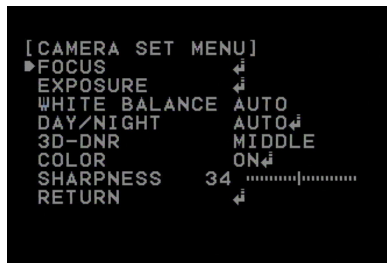 [CAMERA SET MENU]
FOCUS ↲
EXPOSURE ↲
WHITE BALANCE AUTO
DAY/NIGHT AUTO↲
3D-DNR MIDDLE
COLOR ON↲
SHARPNESS 34
RETURN ↲